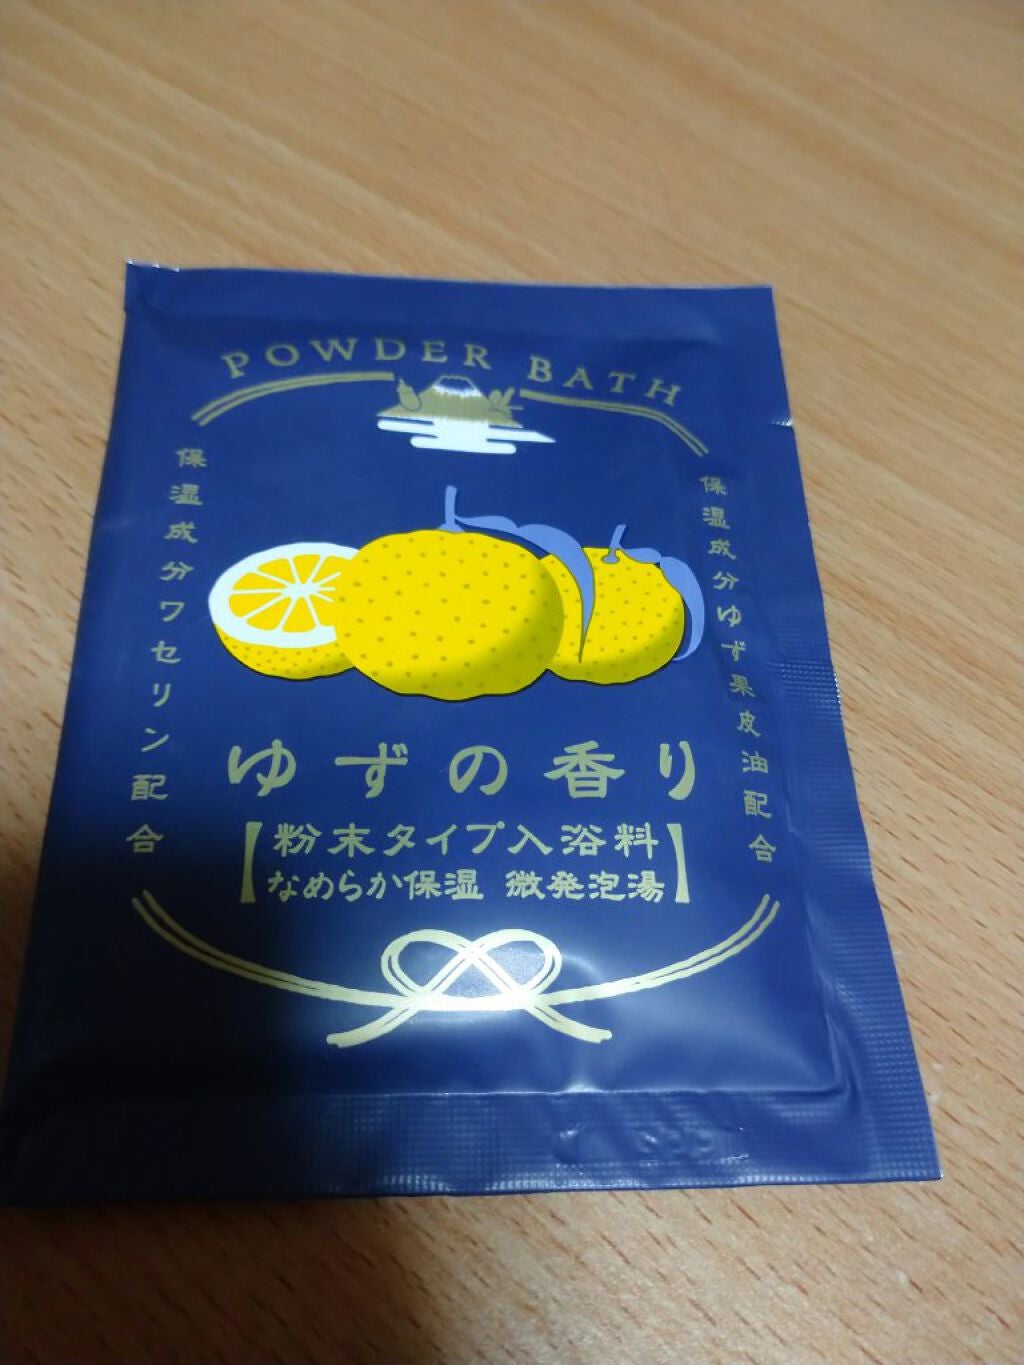 POWDER BATH
保湿成分ワセリン配合
保湿成分ゆず果皮油配合
ゆずの香り
【粉末タイプ入浴料
なめらか保湿 微発泡湯】